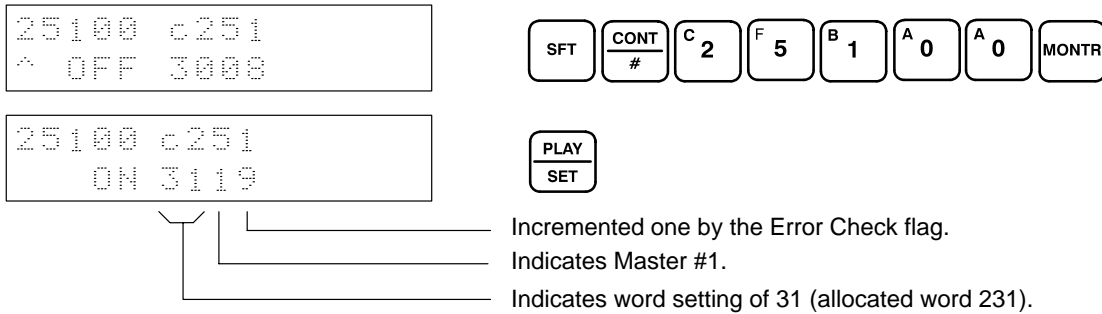 25100 c251
^ OFF 3008
SFT CONT # C 2 F 5 B 1 A 0 A 0 MONTR
25100 c251
ON 3119
PLAY SET
Incremented one by the Error Check flag.
Indicates Master #1.
Indicates word setting of 31 (allocated word 231).